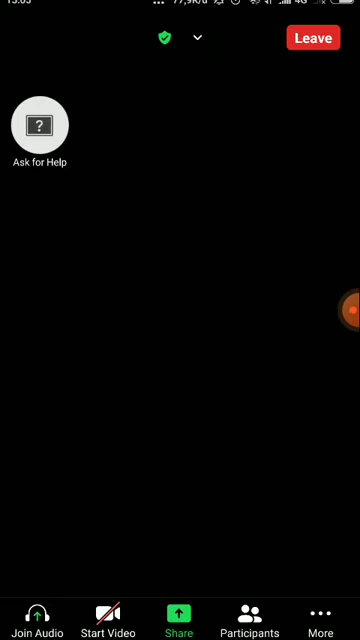 Leave
?
Ask for Help
Join Audio
Start Video
Share
Participants
More